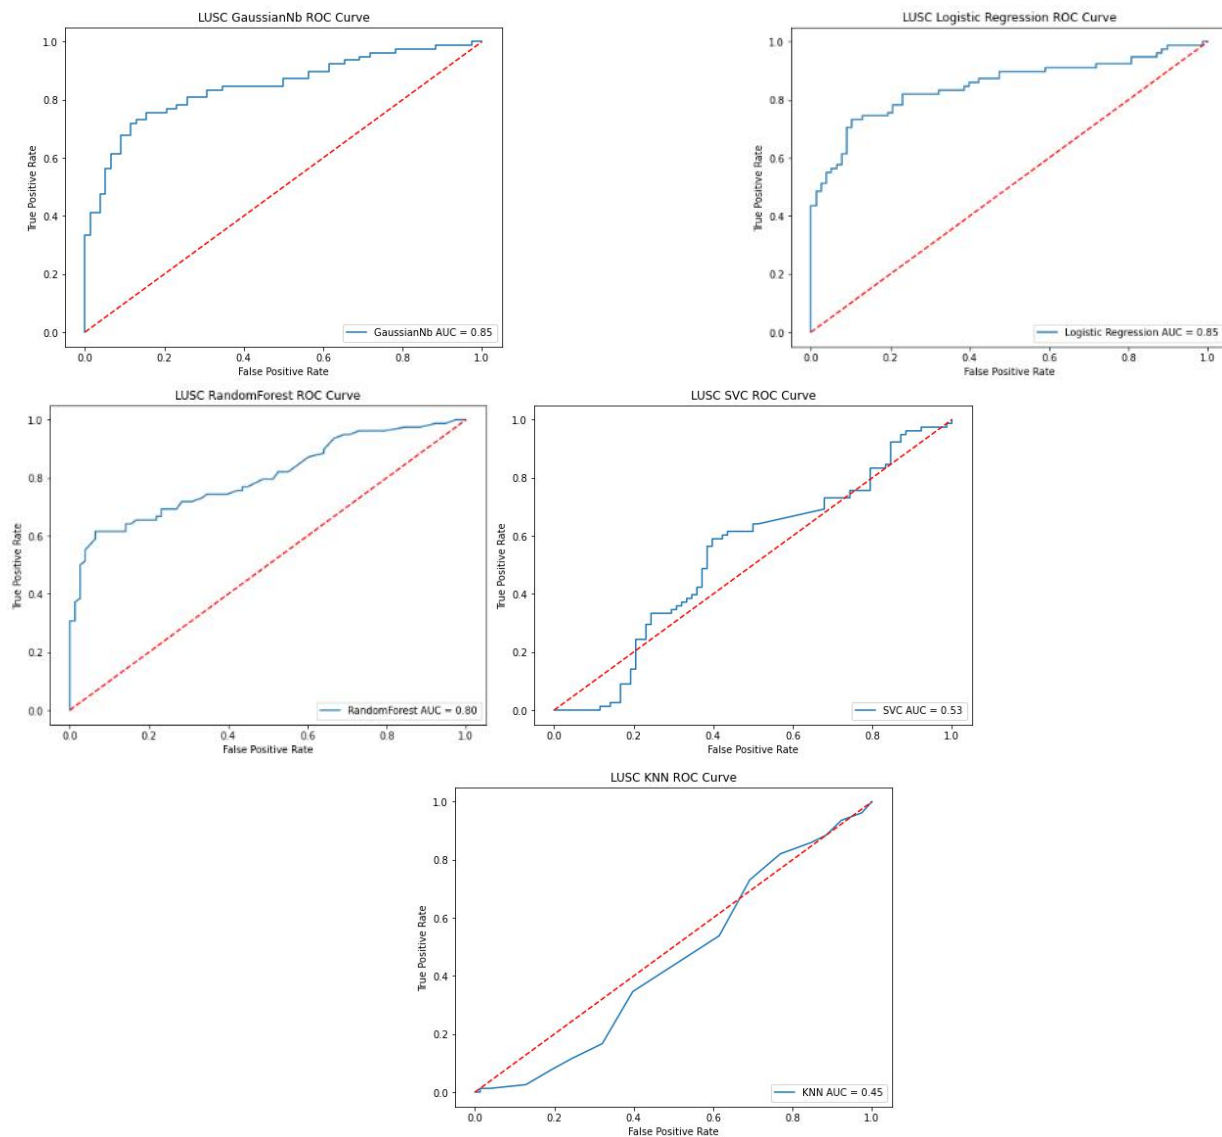 LUSC GaussianNb ROC Curve
1.0
0.8
0.6
0.4
0.2
0.0
True Positive Rate
GaussianNb AUC = 0.85
0.0 0.2 0.4 0.6 0.8 1.0
False Positive Rate
LUSC Logistic Regression ROC Curve
1.0
0.8
0.6
0.4
0.2
0.0
True Positive Rate
Logistic Regression AUC = 0.85
0.0 0.2 0.4 0.6 0.8 1.0
False Positive Rate
LUSC RandomForest ROC Curve
1.0
0.8
0.6
0.4
0.2
0.0
True Positive Rate
RandomForest AUC = 0.80
0.0 0.2 0.4 0.6 0.8 1.0
False Positive Rate
LUSC SVC ROC Curve
1.0
0.8
0.6
0.4
0.2
0.0
True Positive Rate
SVC AUC = 0.53
0.0 0.2 0.4 0.6 0.8 1.0
False Positive Rate
LUSC KNN ROC Curve
1.0
0.8
0.6
0.4
0.2
0.0
True Positive Rate
KNN AUC = 0.45
0.0 0.2 0.4 0.6 0.8 1.0
False Positive Rate